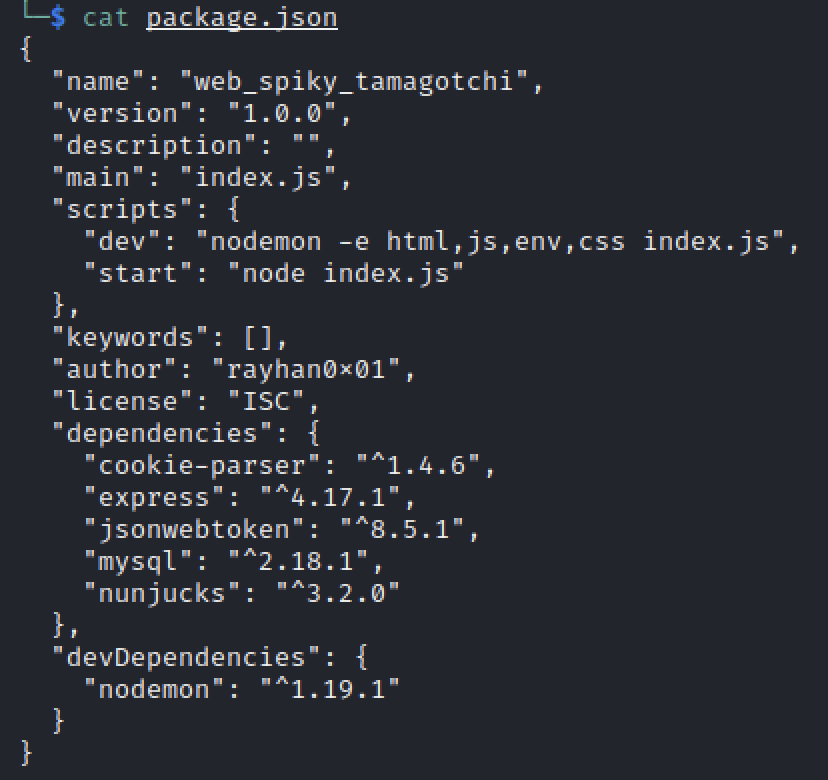 └─$ cat package.json
{
  "name": "web_spiky_tamagotchi",
  "version": "1.0.0",
  "description": "",
  "main": "index.js",
  "scripts": {
    "dev": "nodemon -e html,js,env,css index.js",
    "start": "node index.js"
  },
  "keywords": [],
  "author": "rayhan0×01",
  "license": "ISC",
  "dependencies": {
    "cookie-parser": "^1.4.6",
    "express": "^4.17.1",
    "jsonwebtoken": "^8.5.1",
    "mysql": "^2.18.1",
    "nunjucks": "^3.2.0"
  },
  "devDependencies": {
    "nodemon": "^1.19.1"
  }
}